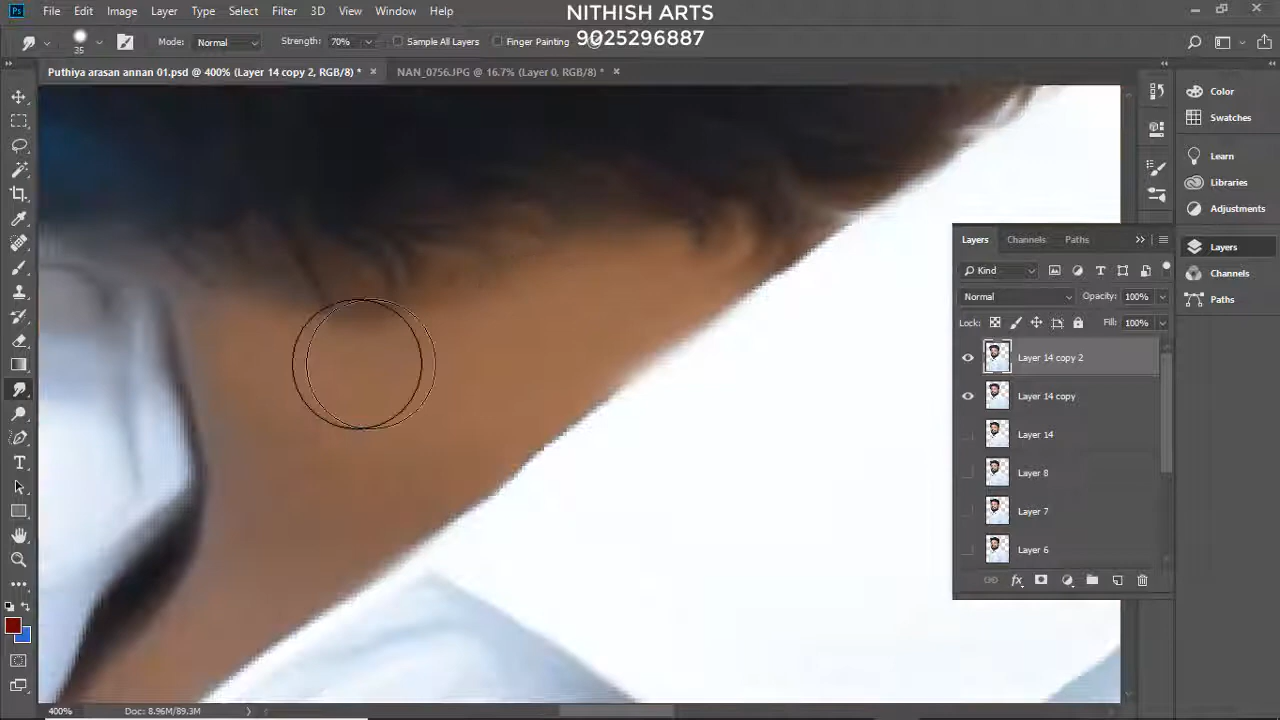 Ps File Edit Image Layer Type Select Filter 3D View Window Help
NITHISH ARTS
9025296887
35 Mode: Normal Strength: 70% Sample All Layers Finger Painting
Puthiya arasan annan 01.psd @ 400% (Layer 14 copy 2, RGB/8) * × NAN_0756.JPG @ 16.7% (Layer 0, RGB/8) * ×
Color
Swatches
Learn
Libraries
Adjustments
Layers
Channels
Paths
Layers Channels Paths
Kind
Normal Opacity: 100%
Lock: Fill: 100%
Layer 14 copy 2
Layer 14 copy
Layer 14
Layer 8
Layer 7
Layer 6
fx
400% Doc: 8.96M/89.3M